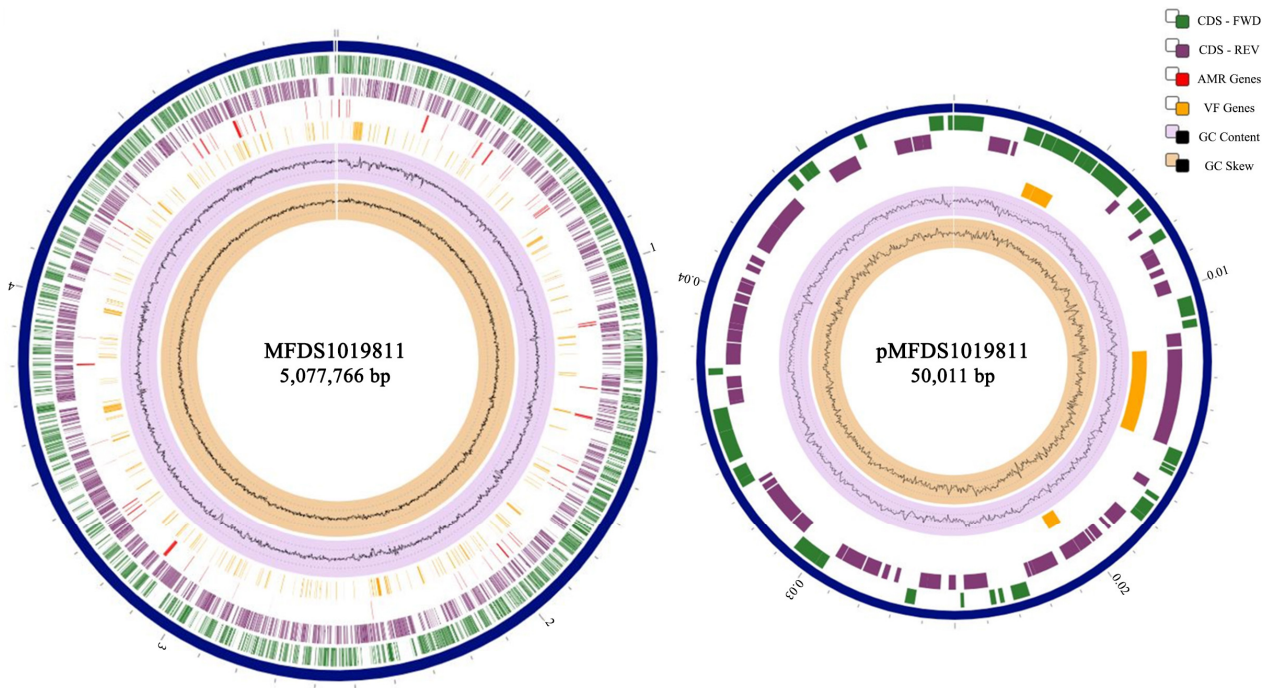 CDS - FWD
CDS - REV
AMR Genes
VF Genes
GC Content
GC Skew
MFDS1019811
5,077,766 bp
1
2
3
4
pMFDS1019811
50,011 bp
0.01
0.02
0.03
0.04